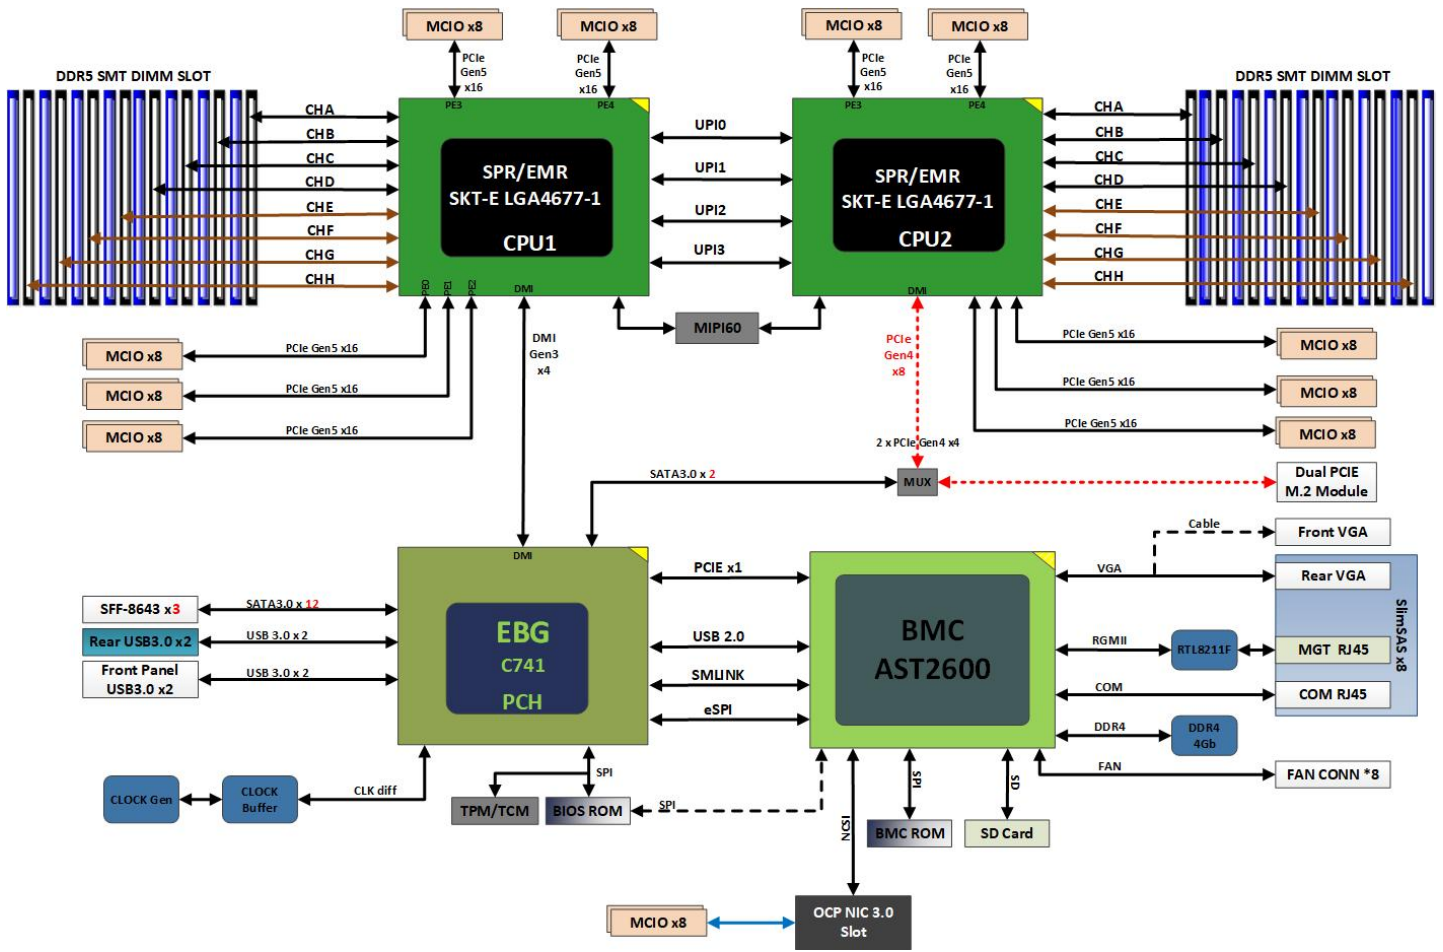 MCIO x8
MCIO x8
MCIO x8
MCIO x8
PCIe
Gen5
x16
PCIe
Gen5
x16
PCIe
Gen5
x16
PCIe
Gen5
x16
DDR5 SMT DIMM SLOT
DDR5 SMT DIMM SLOT
PE3
PE4
PE3
PE4
CHA
CHB
CHC
CHD
CHE
CHF
CHG
CHH
SPR/EMR
SKT-E LGA4677-1
CPU1
UPI0
UPI1
UPI2
UPI3
SPR/EMR
SKT-E LGA4677-1
CPU2
CHA
CHB
CHC
CHD
CHE
CHF
CHG
CHH
PE0
PE1
PE2
DMI
DMI
MIPI60
MCIO x8
PCIe Gen5 x16
MCIO x8
PCIe Gen5 x16
MCIO x8
PCIe Gen5 x16
DMI
Gen3
x4
PCIe
Gen4
x8
PCIe Gen5 x16
MCIO x8
PCIe Gen5 x16
MCIO x8
PCIe Gen5 x16
MCIO x8
2 x PCIe Gen4 x4
SATA3.0 x 2
MUX
Dual PCIE
M.2 Module
Cable
Front VGA
DMI
PCIE x1
VGA
Rear VGA
SlimSAS x8
SFF-8643 x3
SATA3.0 x 12
Rear USB3.0 x2
USB 3.0 x 2
Front Panel
USB3.0 x2
USB 3.0 x 2
EBG
C741
PCH
USB 2.0
SMLINK
eSPI
BMC
AST2600
RGMII
RTL8211F
MGT RJ45
COM
COM RJ45
DDR4
DDR4
4Gb
FAN
FAN CONN *8
CLOCK Gen
CLOCK
Buffer
CLK diff
SPI
TPM/TCM
BIOS ROM
SPI
NCSI
SPI
SD
BMC ROM
SD Card
MCIO x8
OCP NIC 3.0
Slot